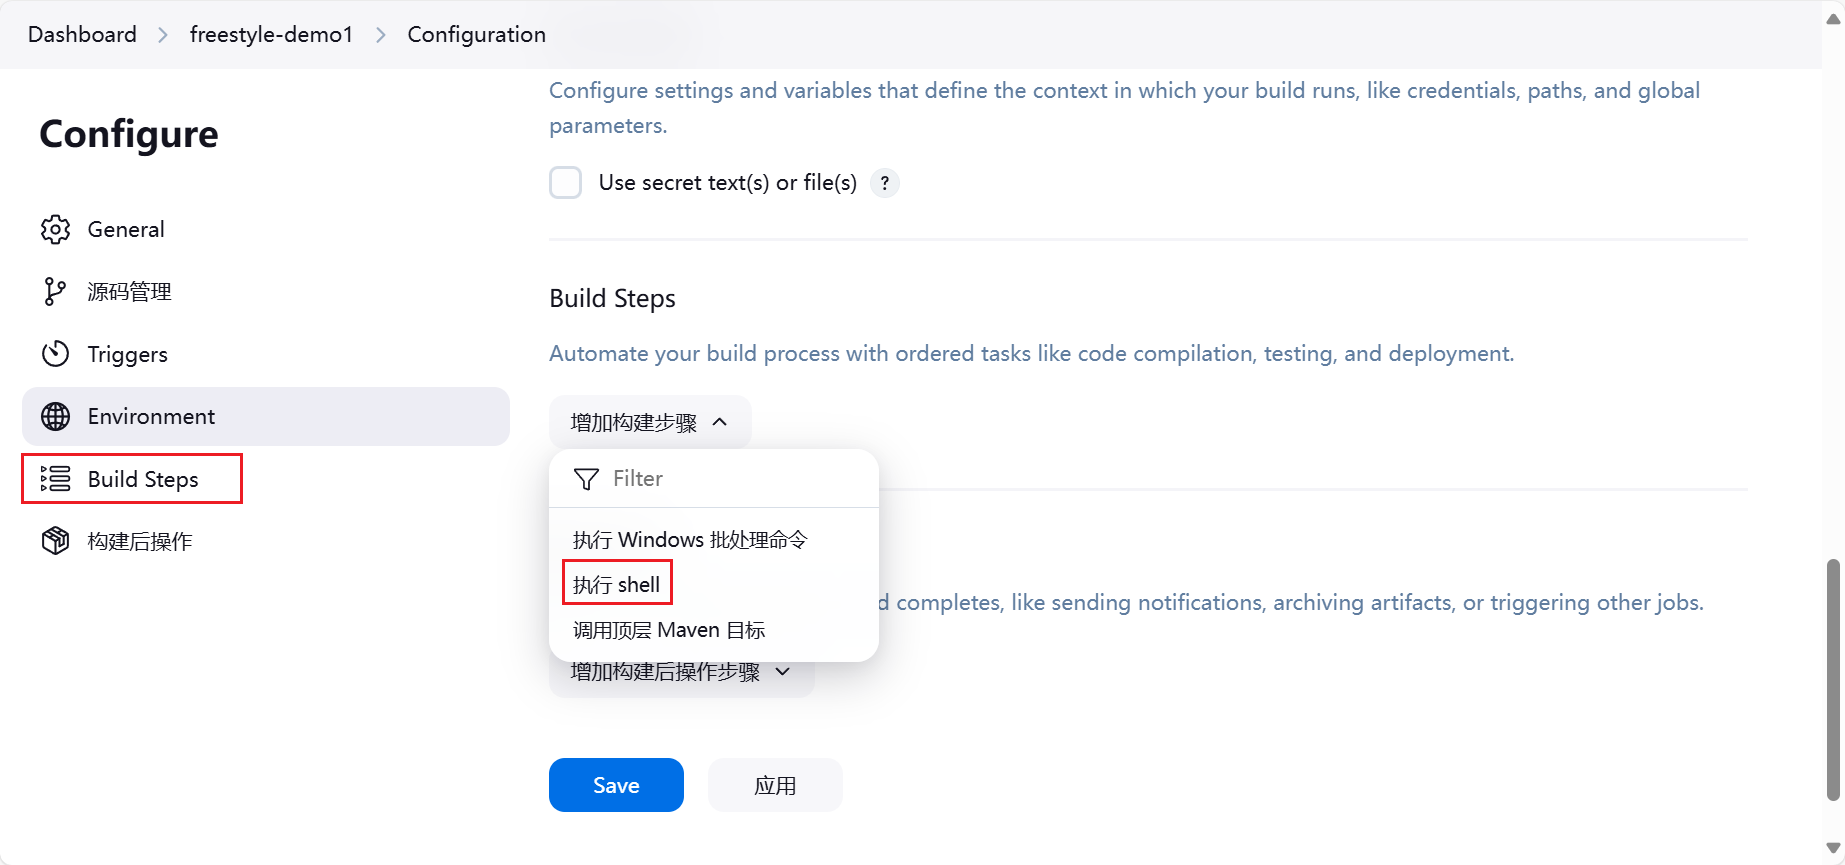 Dashboard > freestyle-demo1 > Configuration
Configure
General
源码管理
Triggers
Environment
Build Steps
构建后操作
Configure settings and variables that define the context in which your build runs, like credentials, paths, and global
parameters.
Use secret text(s) or file(s) ?
Build Steps
Automate your build process with ordered tasks like code compilation, testing, and deployment.
增加构建步骤
Filter
执行 Windows 批处理命令
执行 shell
调用顶层 Maven 目标
completes, like sending notifications, archiving artifacts, or triggering other jobs.
增加构建后操作步骤
Save
应用